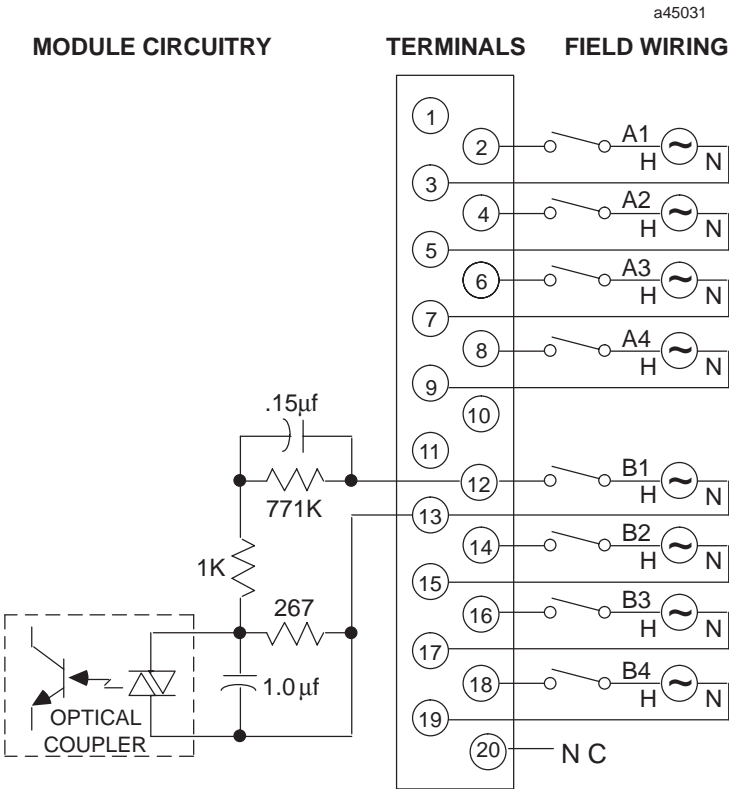 a45031
MODULE CIRCUITRY TERMINALS FIELD WIRING
1
2 A1 H ~ N
3
4 A2 H ~ N
5
6 A3 H ~ N
7
8 A4 H ~ N
9
.15µf
10
11
771K
12 B1 H ~ N
13
14 B2 H ~ N
1K
15
267
16 B3 H ~ N
17
1.0 µf
18 B4 H ~ N
OPTICAL
COUPLER
19
20 N C